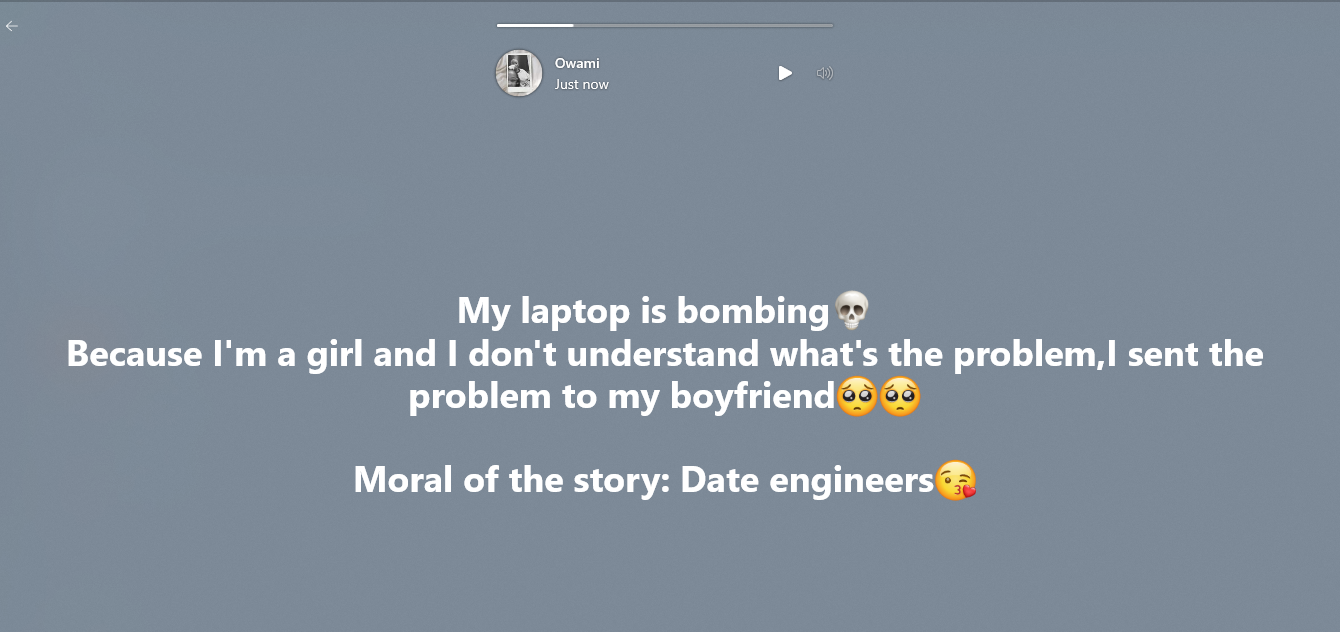 Owami
Just now
My laptop is bombing💀
Because I'm a girl and I don't understand what's the problem,I sent the
problem to my boyfriend🥺🥺
Moral of the story: Date engineers😘